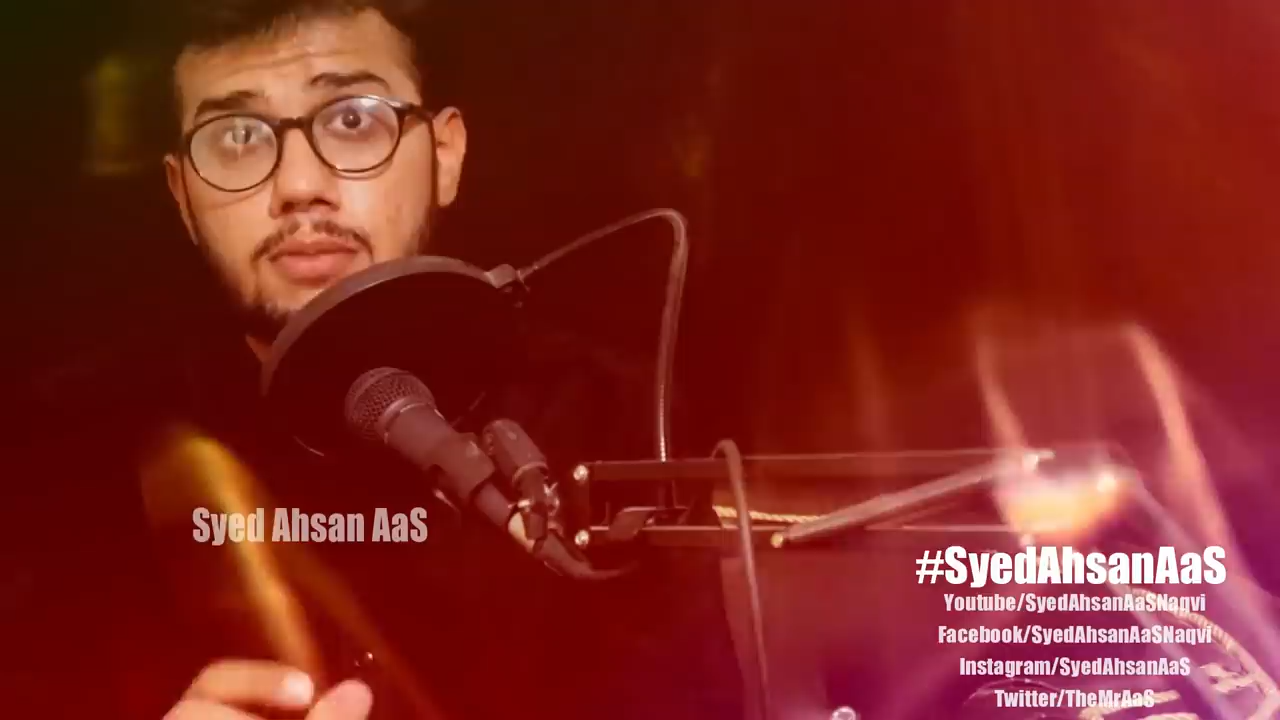 Syed Ahsan AaS
#SyedAhsanAaS
Youtube/SyedAhsanAaSNaqvi
Facebook/SyedAhsanAaSNaqvi
Instagram/SyedAhsanAaS
Twitter/TheMrAaS